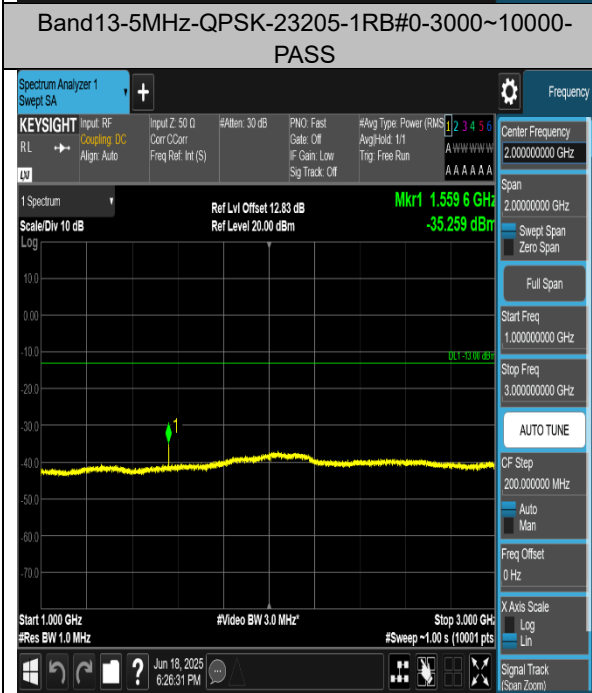 Band13-5MHz-QPSK-23205-1RB#0-3000~10000-
PASS
Spectrum Analyzer 1
Swept SA
+
Frequency
KEYSIGHT
RL
Input: RF
Coupling: DC
Align: Auto
Input Z: 50 Ω
Corr CCorr
Freq Ref: Int (S)
#Atten: 30 dB
PNO: Fast
Gate: Off
IF Gain: Low
Sig Track: Off
#Avg Type: Power (RMS
Avg|Hold: 1/1
Trig: Free Run
1 2 3 4 5 6
A W W W W W
A A A A A A
1 Spectrum
Scale/Div 10 dB
Log
Ref Lvl Offset 12.83 dB
Ref Level 20.00 dBm
Mkr1 1.559 6 GHz
-35.259 dBm
10.0
0.00
-10.0
-20.0
-30.0
-40.0
-50.0
-60.0
-70.0
DL1 -13.00 dBm
1
Start 1.000 GHz
#Res BW 1.0 MHz
#Video BW 3.0 MHz*
Stop 3.000 GHz
#Sweep ~1.00 s (10001 pts
Center Frequency
2.000000000 GHz
Span
2.00000000 GHz
Swept Span
Zero Span
Full Span
Start Freq
1.000000000 GHz
Stop Freq
3.000000000 GHz
AUTO TUNE
CF Step
200.000000 MHz
Auto
Man
Freq Offset
0 Hz
X Axis Scale
Log
Lin
Signal Track
(Span Zoom)
?
Jun 18, 2025
6:26:31 PM